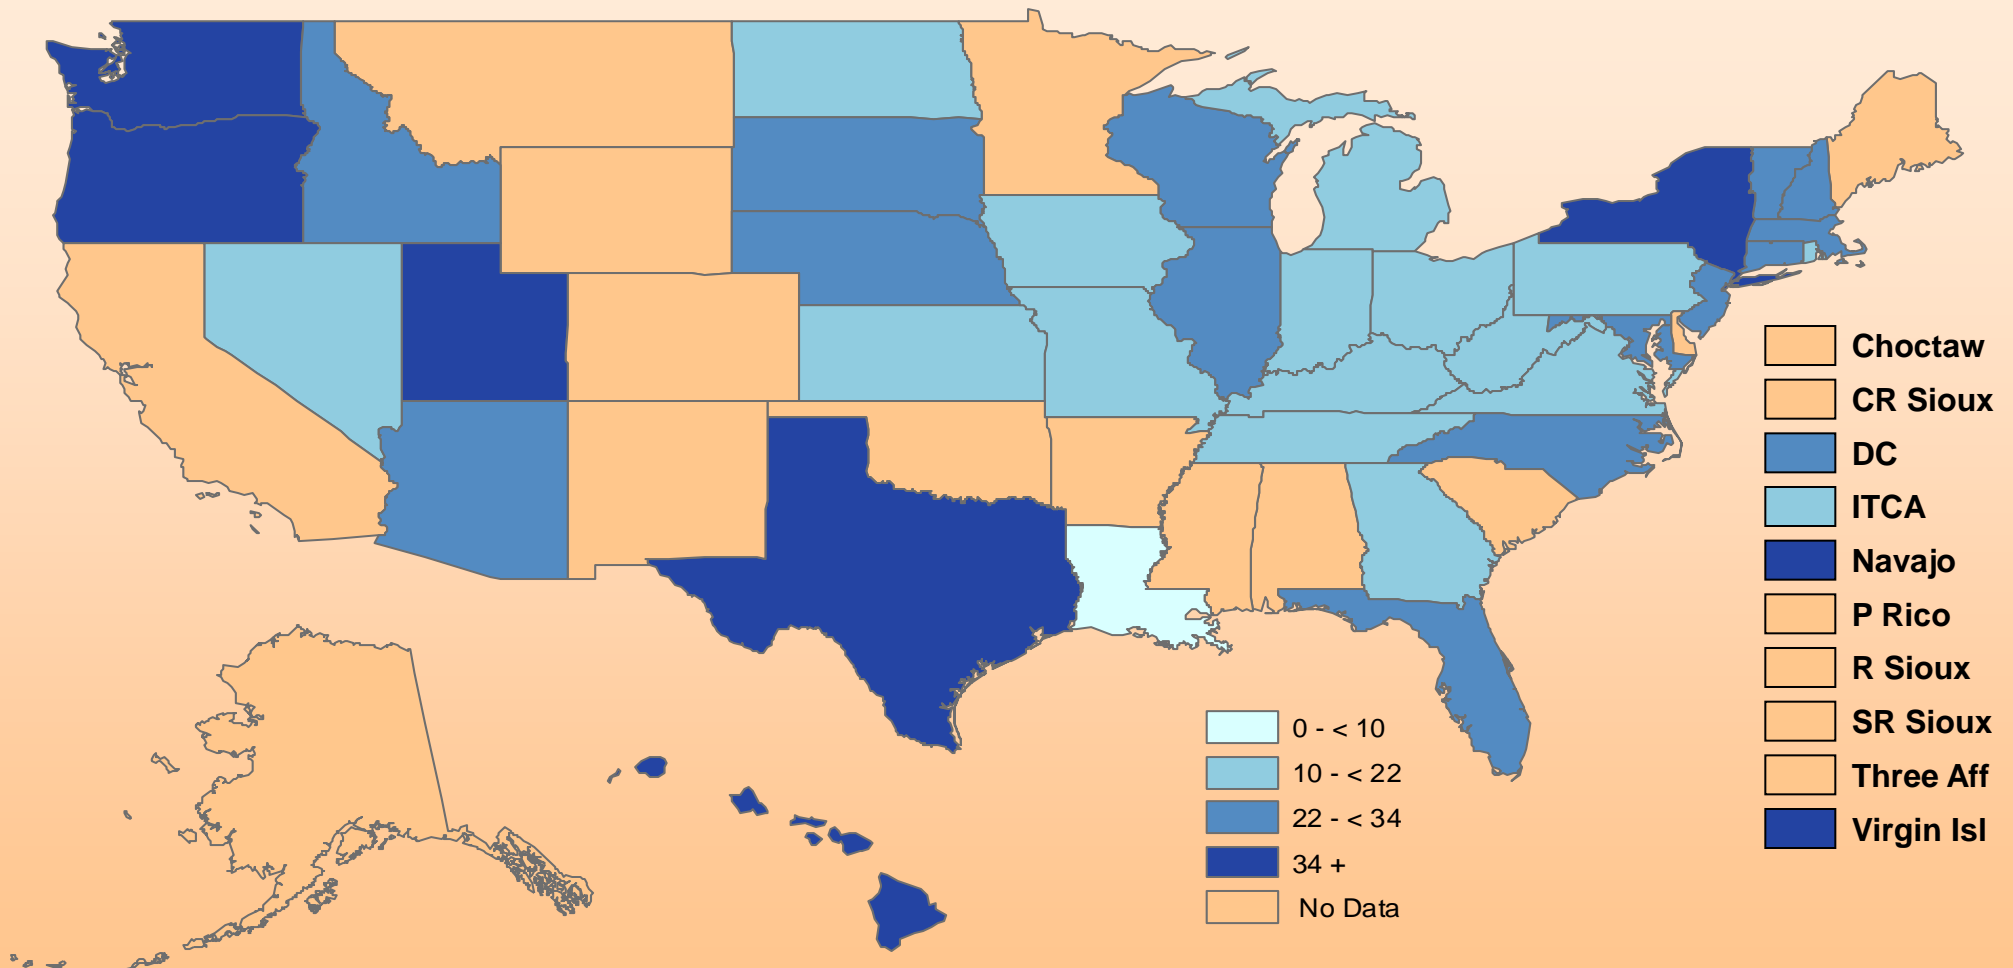 Choctaw
CR Sioux
DC
ITCA
Navajo
P Rico
R Sioux
SR Sioux
Three Aff
Virgin Isl
0 - < 10
10 - < 22
22 - < 34
34 +
No Data